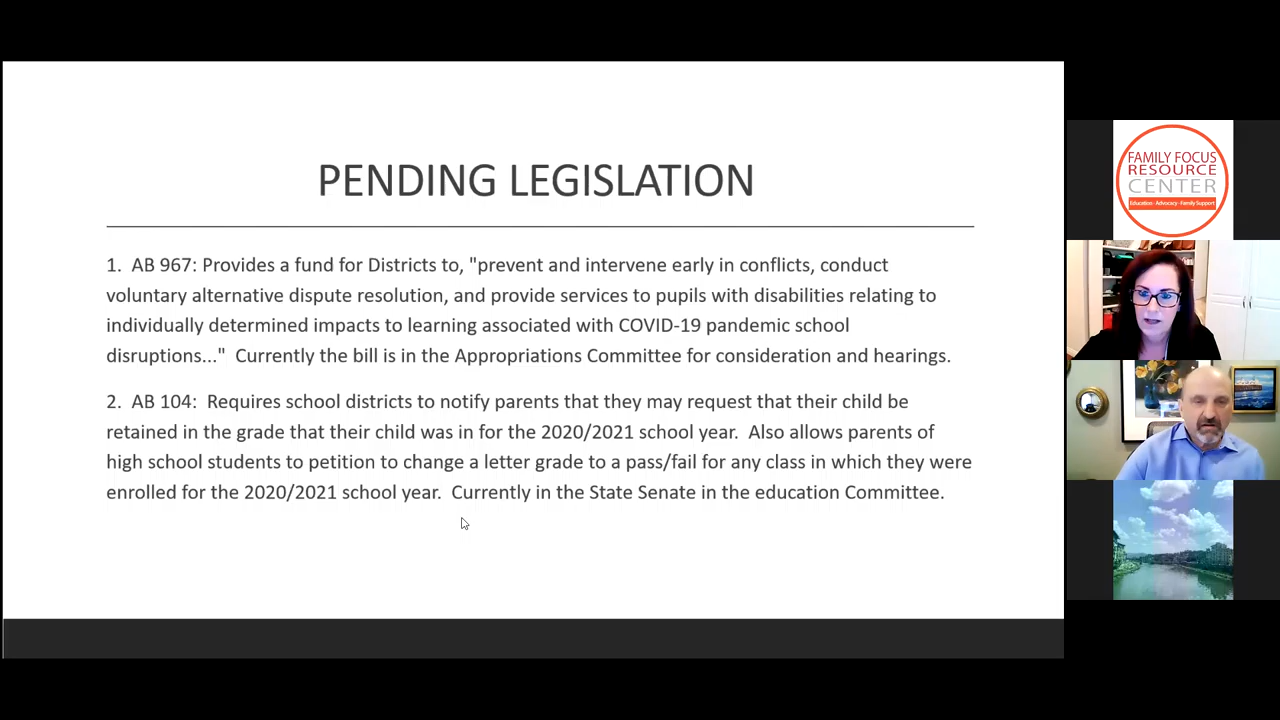 PENDING LEGISLATION
1. AB 967: Provides a fund for Districts to, "prevent and intervene early in conflicts, conduct
voluntary alternative dispute resolution, and provide services to pupils with disabilities relating to
individually determined impacts to learning associated with COVID-19 pandemic school
disruptions..." Currently the bill is in the Appropriations Committee for consideration and hearings.
2. AB 104: Requires school districts to notify parents that they may request that their child be
retained in the grade that their child was in for the 2020/2021 school year. Also allows parents of
high school students to petition to change a letter grade to a pass/fail for any class in which they were
enrolled for the 2020/2021 school year. Currently in the State Senate in the education Committee.
FAMILY FOCUS
RESOURCE
CENTER
Education · Advocacy · Family Support